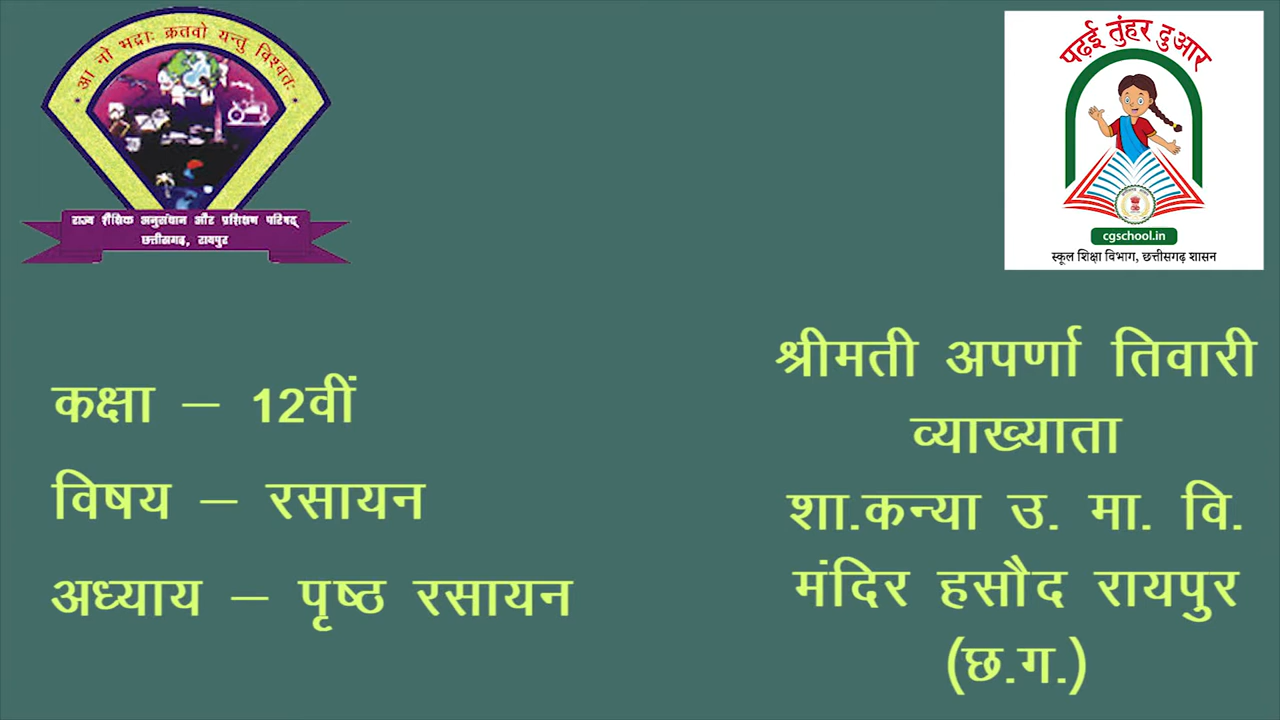 आ नो भद्राः क्रतवो यन्तु विश्वतः
राज्य शैक्षिक अनुसंधान और प्रशिक्षण परिषद्
छत्तीसगढ़, रायपुर
पढ़ई तुंहर दुआर
cgschool.in
स्कूल शिक्षा विभाग, छत्तीसगढ़ शासन
कक्षा – 12वीं
विषय – रसायन
अध्याय – पृष्ठ रसायन
श्रीमती अपर्णा तिवारी
व्याख्याता
शा.कन्या उ. मा. वि.
मंदिर हसौद रायपुर
(छ.ग.)